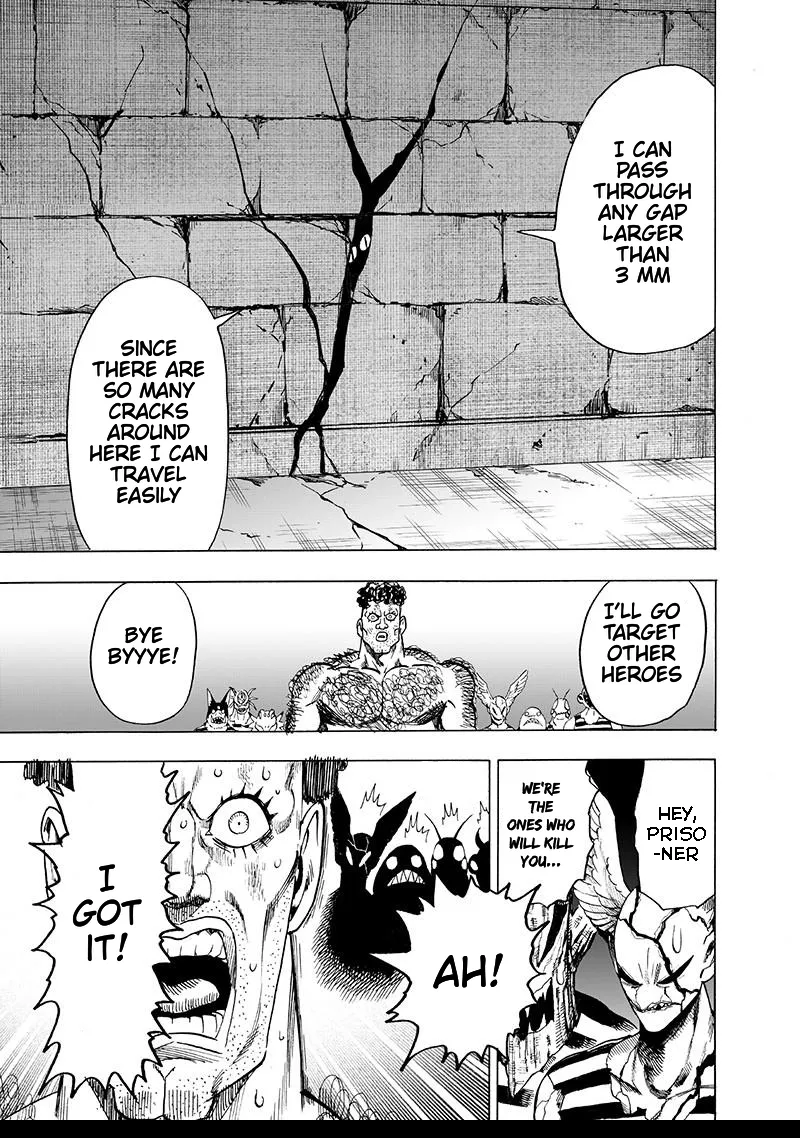 I CAN
PASS
THROUGH
ANY GAP
LARGER
THAN
3 MM
SINCE
THERE ARE
SO MANY
CRACKS
AROUND
HERE I CAN
TRAVEL
EASILY
I'LL GO
TARGET
OTHER
HEROES
BYE
BYYYE!
HEY,
PRISO
-NER
WE'RE
THE
ONES WHO
WILL KILL
YOU...
AH!
I
GOT
IT!